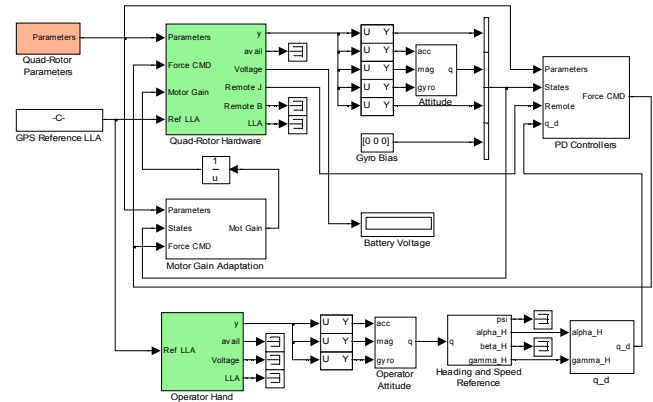 Parameters
Quad-Rotor
Parameters
-C-
GPS Reference LLA
Parameters
Force CMD
Motor Gain
Ref LLA
y
avail
Voltage
Remote J
Remote B
LLA
Quad-Rotor Hardware
U Y
U Y
U Y
U Y
U Y
acc
mag
gyro
q
Attitude
[0 0 0]
Gyro Bias
Parameters
States
Remote
q_d
Force CMD
PD Controllers
1
u
Parameters
States
Force CMD
Mot Gain
Motor Gain Adaptation
Battery Voltage
Ref LLA
y
avail
Voltage
LLA
Operator Hand
U Y
U Y
U Y
acc
mag
gyro
q
Operator
Attitude
q
psi
alpha_H
beta_H
gamma_H
Heading and Speed
Reference
alpha_H
gamma_H
q_d
q_d